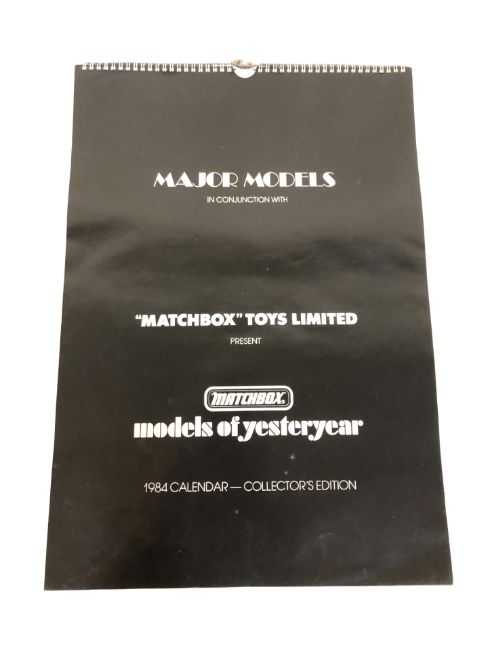 MAJOR MODELS
IN CONJUNCTION WITH
"MATCHBOX" TOYS LIMITED
PRESENT
MATCHBOX
models of yesteryear
1984 CALENDAR — COLLECTOR'S EDITION